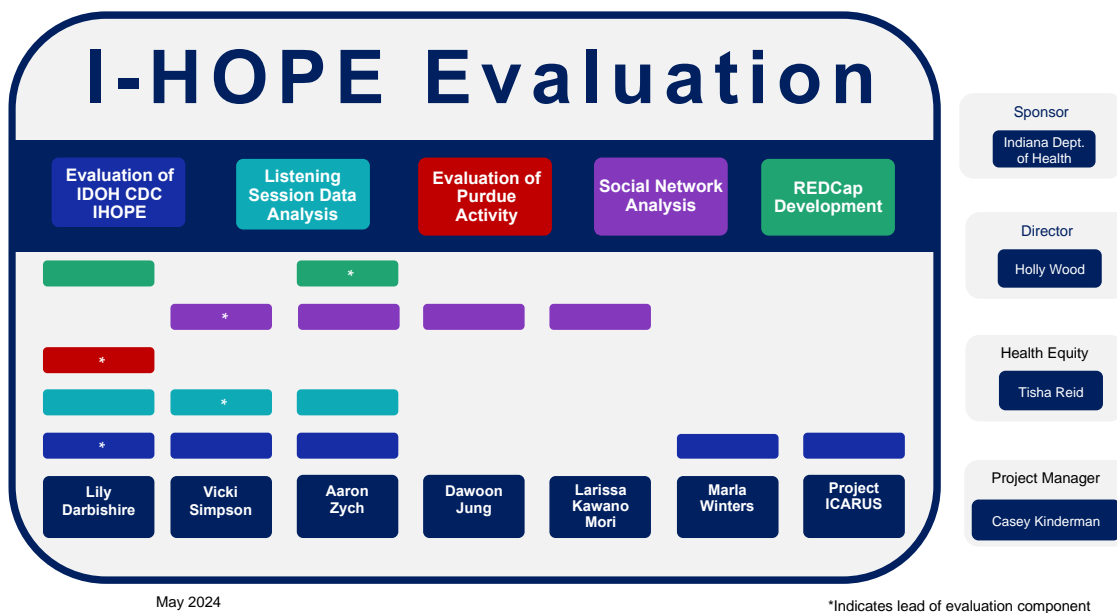 I-HOPE Evaluation
Evaluation of
IDOH CDC
IHOPE
Listening
Session Data
Analysis
Evaluation of
Purdue
Activity
Social Network
Analysis
REDCap
Development
*
*
*
*
*
Lily
Darbishire
Vicki
Simpson
Aaron
Zych
Dawoon
Jung
Larissa
Kawano
Mori
Marla
Winters
Project
ICARUS
Sponsor
Indiana Dept.
of Health
Director
Holly Wood
Health Equity
Tisha Reid
Project Manager
Casey Kinderman
May 2024
*Indicates lead of evaluation component